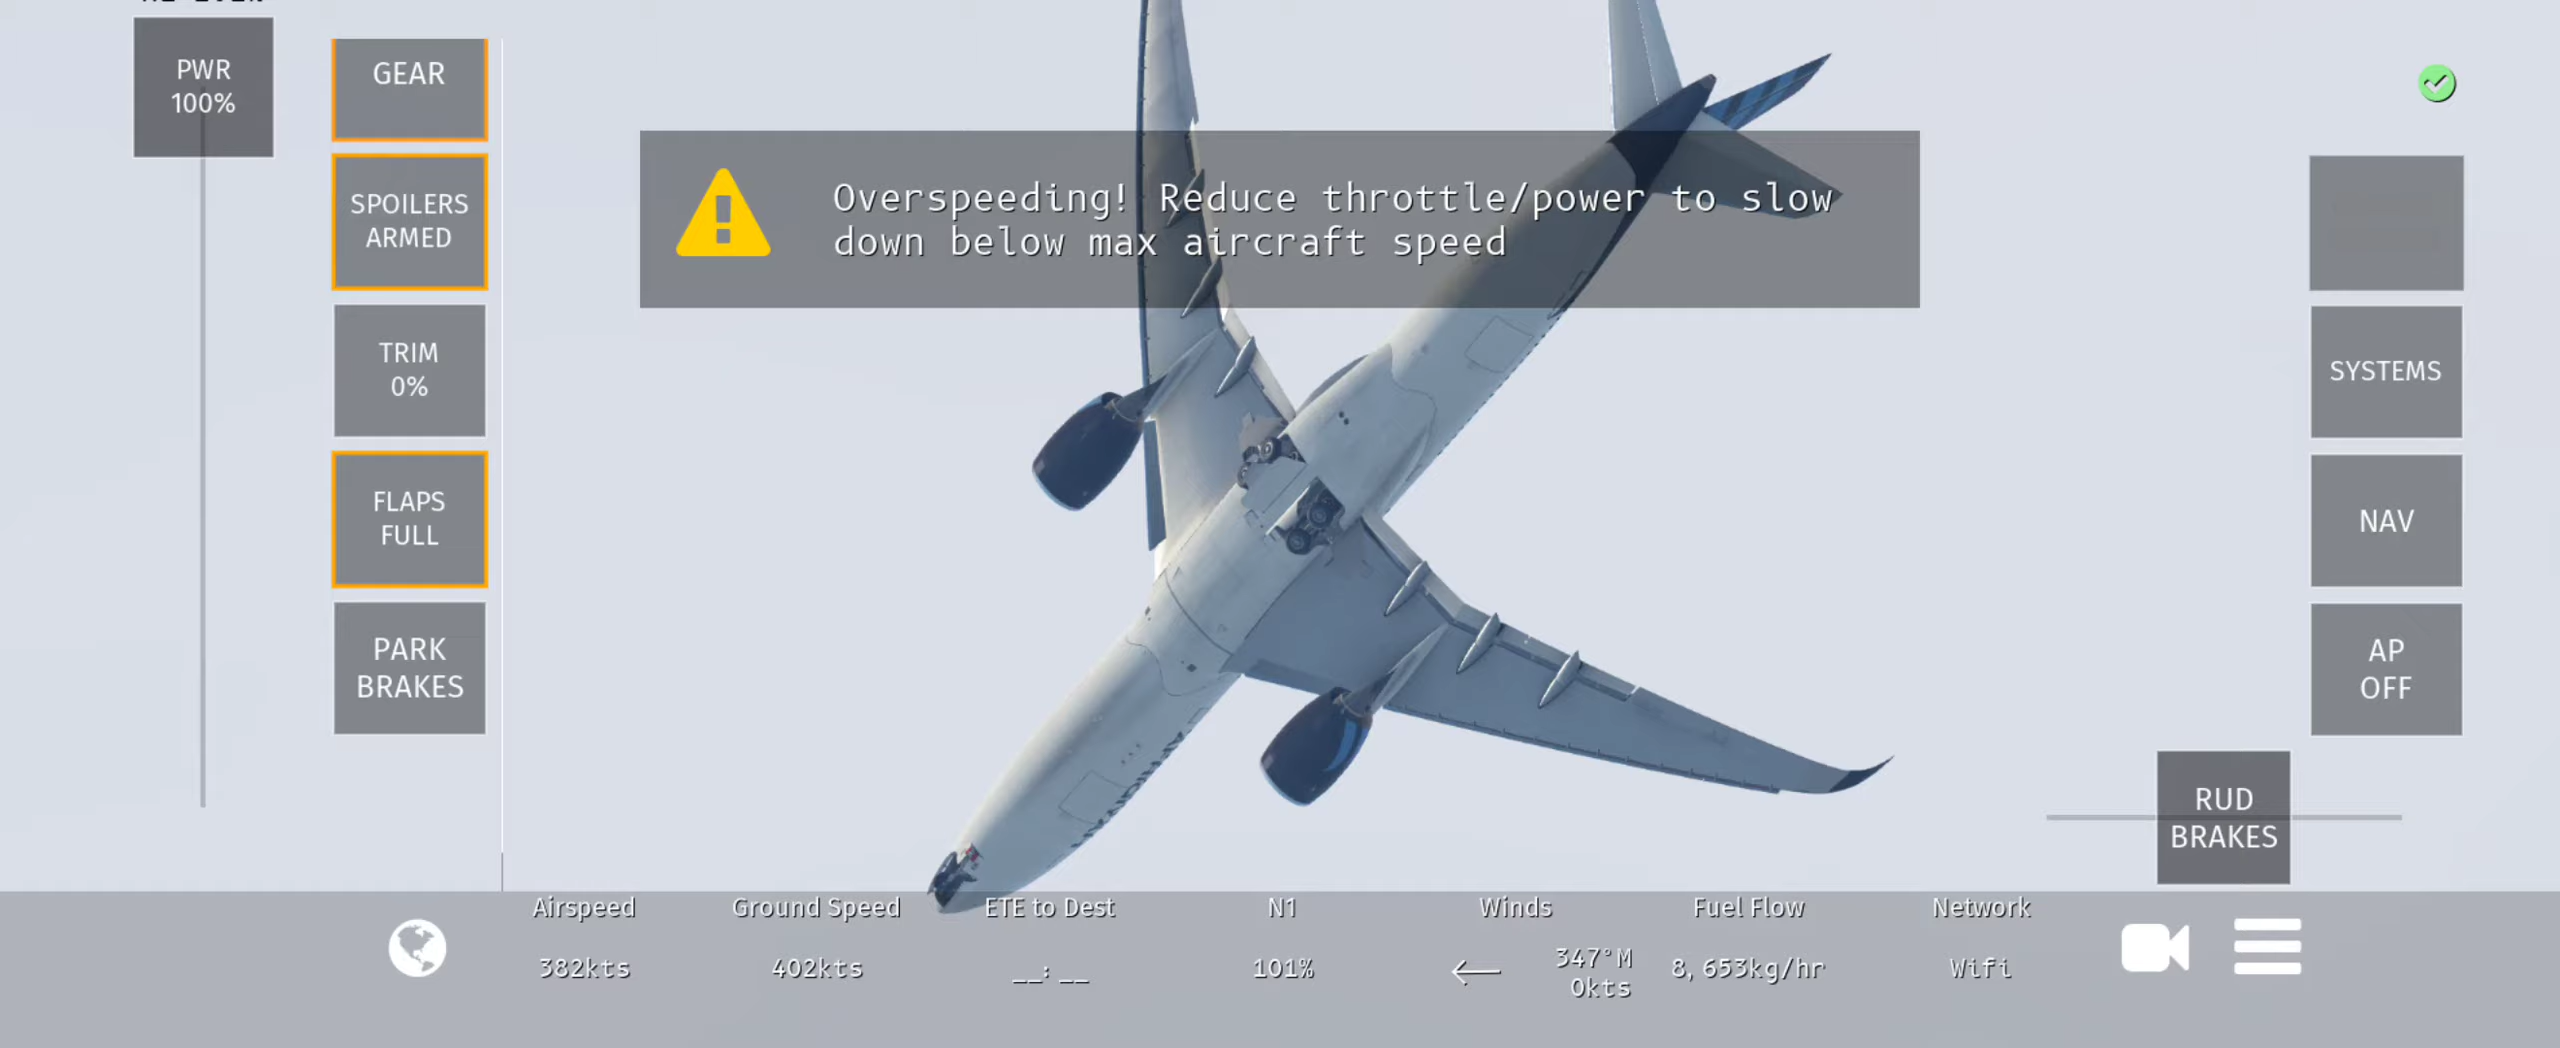 PWR
100%
GEAR
SPOILERS
ARMED
TRIM
0%
FLAPS
FULL
PARK
BRAKES
Overspeeding! Reduce throttle/power to slow
down below max aircraft speed
SYSTEMS
NAV
AP
OFF
RUD
BRAKES
Airspeed
382kts
Ground Speed
402kts
ETE to Dest
__:__
N1
101%
Winds
347°M
0kts
Fuel Flow
8,653kg/hr
Network
Wifi